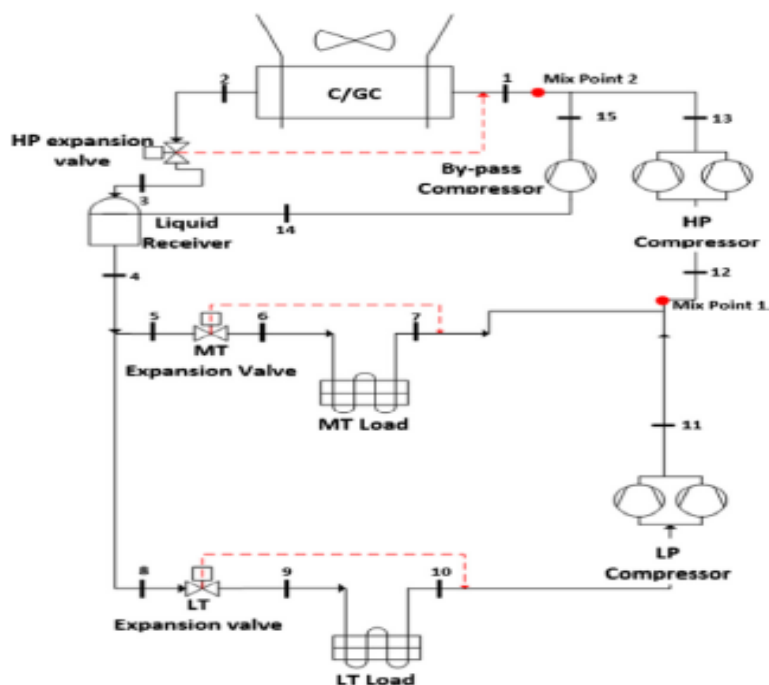 2
C/GC
1
Mix Point 2
HP expansion
valve
15
13
By-pass
Compressor
3
Liquid
Receiver
14
HP
Compressor
4
12
Mix Point 1
5
6
7
MT
Expansion Valve
MT Load
11
8
9
10
LT
Expansion valve
LP
Compressor
LT Load